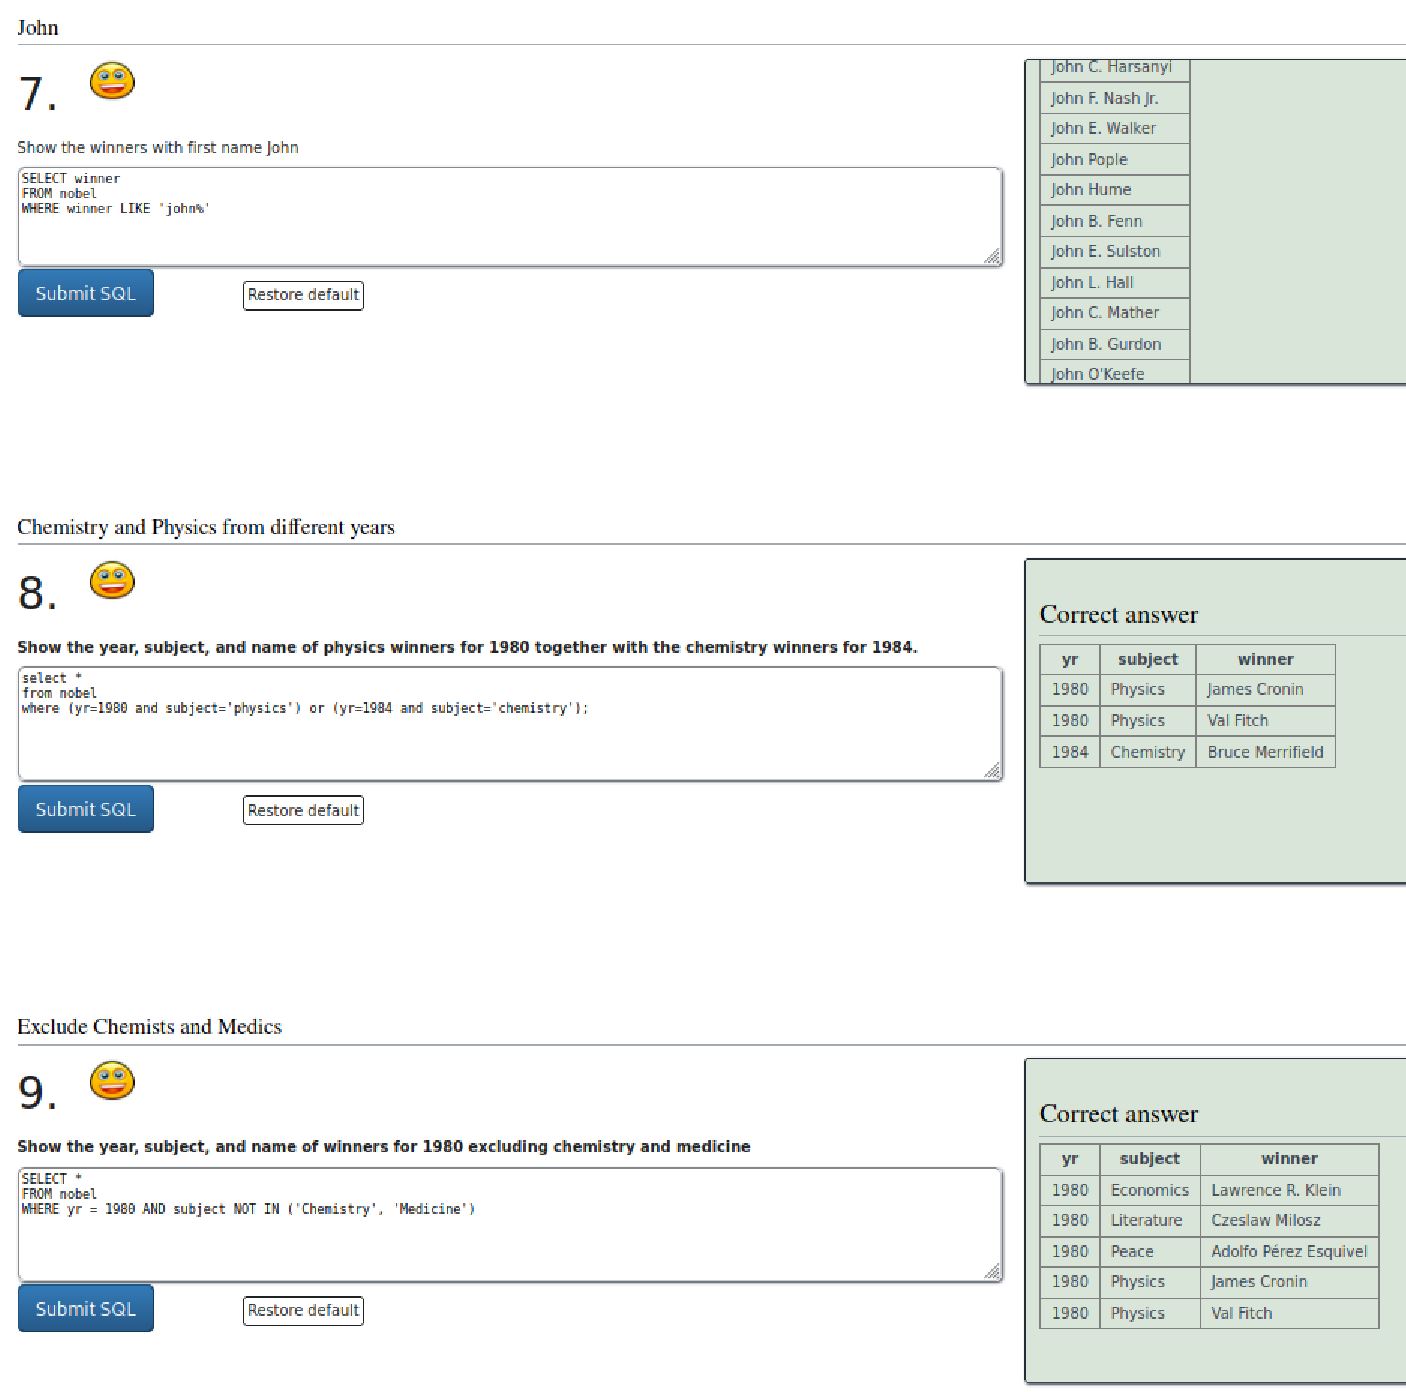 John
7.
Show the winners with first name John
SELECT winner
FROM nobel
WHERE winner LIKE 'john%'
Submit SQL
Restore default
John C. Harsanyi
John F. Nash Jr.
John E. Walker
John Pople
John Hume
John B. Fenn
John E. Sulston
John L. Hall
John C. Mather
John B. Gurdon
John O'Keefe
Chemistry and Physics from different years
8.
Show the year, subject, and name of physics winners for 1980 together with the chemistry winners for 1984.
select *
from nobel
where (yr=1980 and subject='physics') or (yr=1984 and subject='chemistry');
Submit SQL
Restore default
Correct answer
yr subject winner
1980 Physics James Cronin
1980 Physics Val Fitch
1984 Chemistry Bruce Merrifield
Exclude Chemists and Medics
9.
Show the year, subject, and name of winners for 1980 excluding chemistry and medicine
SELECT *
FROM nobel
WHERE yr = 1980 AND subject NOT IN ('Chemistry', 'Medicine')
Submit SQL
Restore default
Correct answer
yr subject winner
1980 Economics Lawrence R. Klein
1980 Literature Czeslaw Milosz
1980 Peace Adolfo Pérez Esquivel
1980 Physics James Cronin
1980 Physics Val Fitch